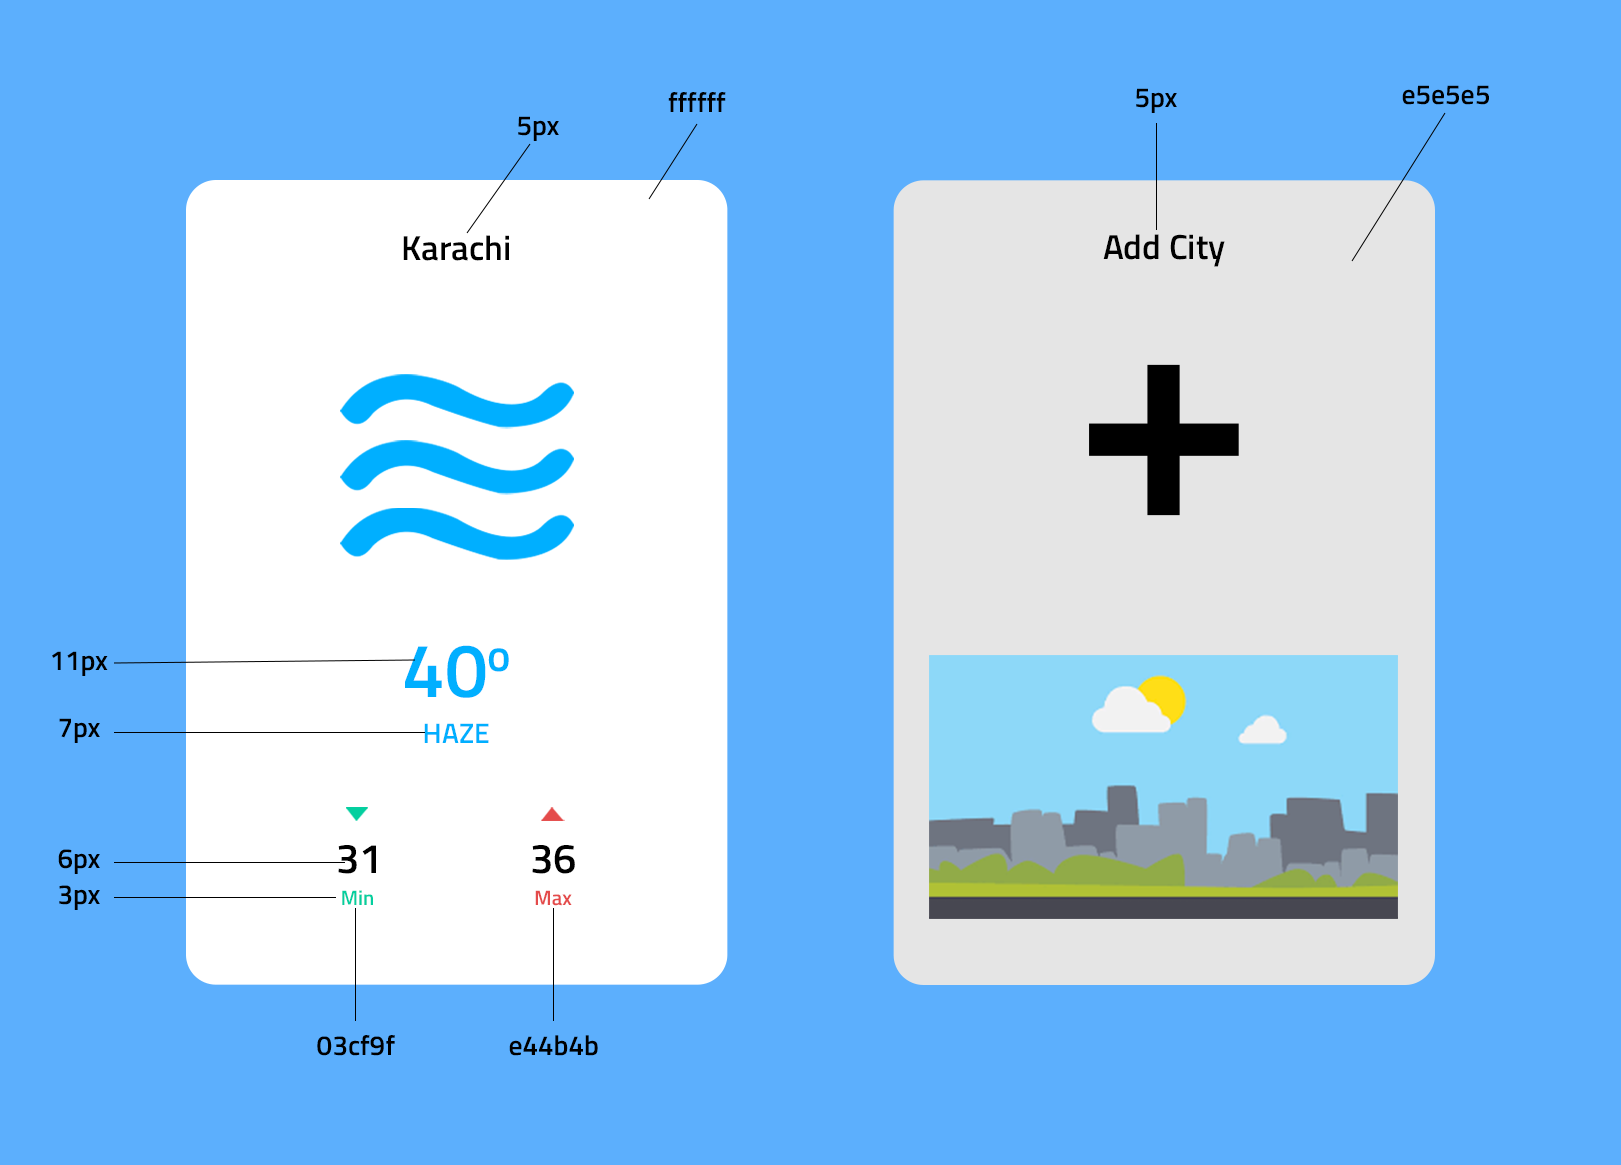 5px
ffffff
Karachi
11px
40º
7px
HAZE
6px
31
36
3px
Min
Max
03cf9f
e44b4b
5px
e5e5e5
Add City